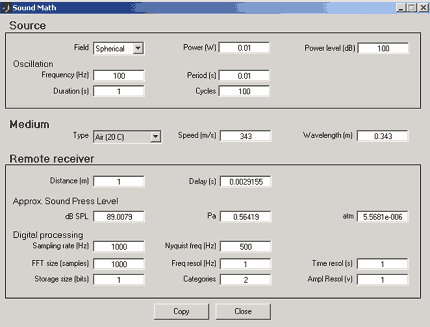 Sound Math
Source
Field Spherical Power (W) 0.01 Power level (dB) 100
Oscillation
Frequency (Hz) 100 Period (s) 0.01
Duration (s) 1 Cycles 100
Medium
Type Air (20 C) Speed (m/s) 343 Wavelength (m) 0.343
Remote receiver
Distance (m) 1 Delay (s) 0.0029155
Approx. Sound Press Level
dB SPL 89.0079 Pa 0.56419 atm 5.5681e-006
Digital processing
Sampling rate (Hz) 1000 Nyquist freq (Hz) 500
FFT size (samples) 1000 Freq resol (Hz) 1 Time resol (s) 1
Storage size (bits) 1 Categories 2 Ampl Resol (v) 1
Copy Close